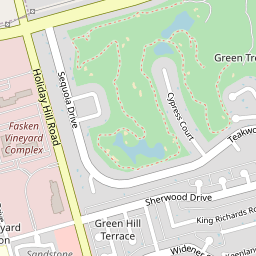 Green Tre
Holiday Hill Road
Sequoia Drive
Cypress Court
Fasken
Vineyard
Complex
Teakwo
Sherwood Drive
King Richards Ro
Green Hill
Terrace
yard
on
Sandstone
Widener